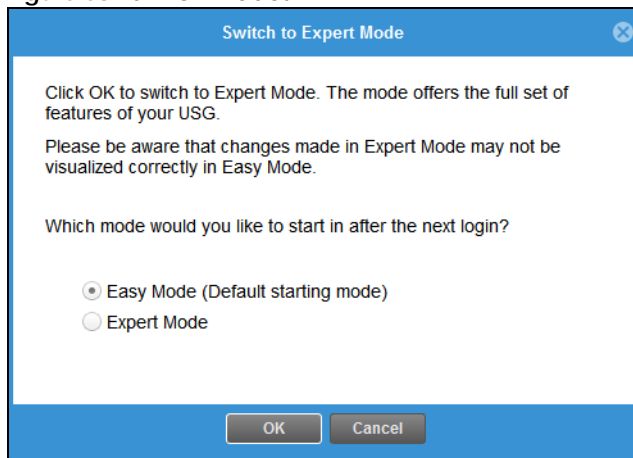 Switch to Expert Mode
Click OK to switch to Expert Mode. The mode offers the full set of
features of your USG.
Please be aware that changes made in Expert Mode may not be
visualized correctly in Easy Mode.
Which mode would you like to start in after the next login?
Easy Mode (Default starting mode)
Expert Mode
OK
Cancel